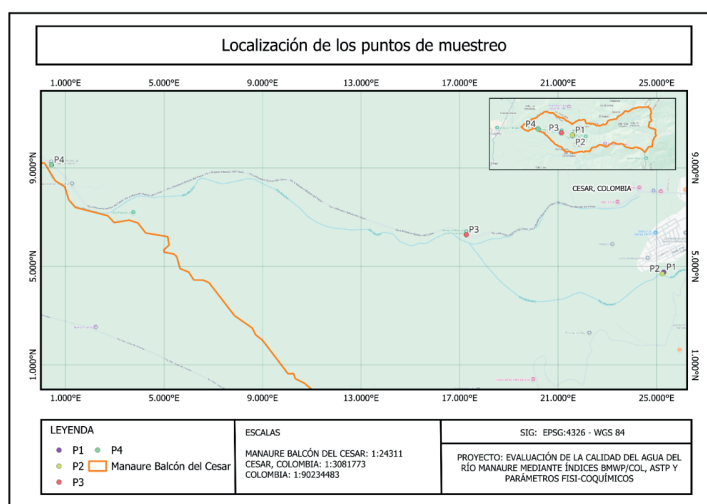 Localización de los puntos de muestreo
1.000°E 5.000°E 9.000°E 13.000°E 17.000°E 21.000°E 25.000°E
P4 P3 P1
P2
9.000°N 9.000°N
P4
CESAR, COLOMBIA
P3
5.000°N 5.000°N
P2 P1
1.000°N 1.000°N
1.000°E 5.000°E 9.000°E 13.000°E 17.000°E 21.000°E 25.000°E
LEYENDA
P1 P4
P2 Manaure Balcón del Cesar
P3
ESCALAS
MANAURE BALCÓN DEL CESAR: 1:24311
CESAR, COLOMBIA: 1:3081773
COLOMBIA: 1:90234483
SIG: EPSG:4326 - WGS 84
PROYECTO: EVALUACIÓN DE LA CALIDAD DEL AGUA DEL
RÍO MANAURE MEDIANTE ÍNDICES BMWP/COL, ASTP Y
PARÁMETROS FISI-COQUÍMICOS